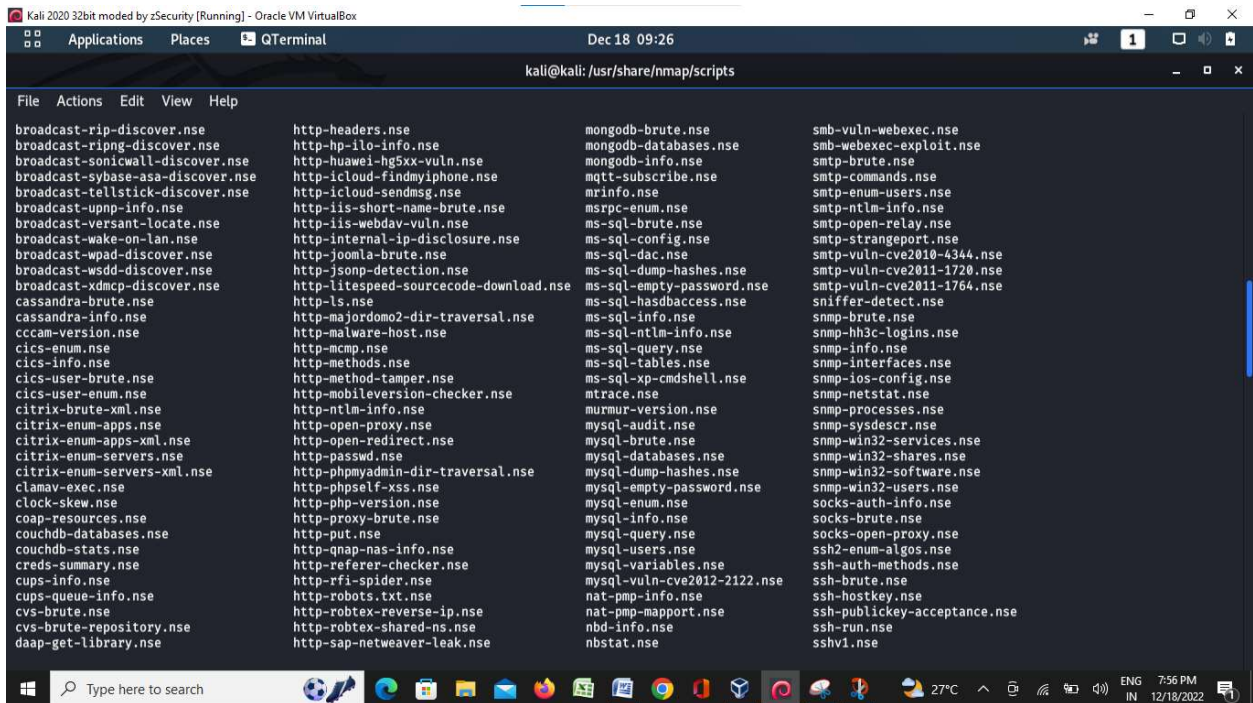 Kali 2020 32bit moded by zSecurity [Running] - Oracle VM VirtualBox
Applications Places QTerminal Dec 18 09:26 1
kali@kali: /usr/share/nmap/scripts
File Actions Edit View Help
broadcast-rip-discover.nse http-headers.nse mongodb-brute.nse smb-vuln-webexec.nse
broadcast-ripng-discover.nse http-hp-ilo-info.nse mongodb-databases.nse smb-webexec-exploit.nse
broadcast-sonicwall-discover.nse http-huawei-hg5xx-vuln.nse mongodb-info.nse smtp-brute.nse
broadcast-sybase-asa-discover.nse http-icloud-findmyiphone.nse mqtt-subscribe.nse smtp-commands.nse
broadcast-tellstick-discover.nse http-icloud-sendmsg.nse mrinfo.nse smtp-enum-users.nse
broadcast-upnp-info.nse http-iis-short-name-brute.nse msrpc-enum.nse smtp-ntlm-info.nse
broadcast-versant-locate.nse http-iis-webdav-vuln.nse ms-sql-brute.nse smtp-open-relay.nse
broadcast-wake-on-lan.nse http-internal-ip-disclosure.nse ms-sql-config.nse smtp-strangeport.nse
broadcast-wpad-discover.nse http-joomla-brute.nse ms-sql-dac.nse smtp-vuln-cve2010-4344.nse
broadcast-wsdd-discover.nse http-jsonp-detection.nse ms-sql-dump-hashes.nse smtp-vuln-cve2011-1720.nse
broadcast-xdmcp-discover.nse http-litespeed-sourcecode-download.nse ms-sql-empty-password.nse smtp-vuln-cve2011-1764.nse
cassandra-brute.nse http-ls.nse ms-sql-hasdbaccess.nse sniffer-detect.nse
cassandra-info.nse http-majordomo2-dir-traversal.nse ms-sql-info.nse snmp-brute.nse
cccam-version.nse http-malware-host.nse ms-sql-ntlm-info.nse snmp-hh3c-logins.nse
cics-enum.nse http-mcmp.nse ms-sql-query.nse snmp-info.nse
cics-info.nse http-methods.nse ms-sql-tables.nse snmp-interfaces.nse
cics-user-brute.nse http-method-tamper.nse ms-sql-xp-cmdshell.nse snmp-ios-config.nse
cics-user-enum.nse http-mobileversion-checker.nse mtrace.nse snmp-netstat.nse
citrix-brute-xml.nse http-ntlm-info.nse murmur-version.nse snmp-processes.nse
citrix-enum-apps.nse http-open-proxy.nse mysql-audit.nse snmp-sysdescr.nse
citrix-enum-apps-xml.nse http-open-redirect.nse mysql-brute.nse snmp-win32-services.nse
citrix-enum-servers.nse http-passwd.nse mysql-databases.nse snmp-win32-shares.nse
citrix-enum-servers-xml.nse http-phpmyadmin-dir-traversal.nse mysql-dump-hashes.nse snmp-win32-software.nse
clamav-exec.nse http-phpself-xss.nse mysql-empty-password.nse snmp-win32-users.nse
clock-skew.nse http-php-version.nse mysql-enum.nse socks-auth-info.nse
coap-resources.nse http-proxy-brute.nse mysql-info.nse socks-brute.nse
couchdb-databases.nse http-put.nse mysql-query.nse socks-open-proxy.nse
couchdb-stats.nse http-qnap-nas-info.nse mysql-users.nse ssh2-enum-algos.nse
creds-summary.nse http-referer-checker.nse mysql-variables.nse ssh-auth-methods.nse
cups-info.nse http-rfi-spider.nse mysql-vuln-cve2012-2122.nse ssh-brute.nse
cups-queue-info.nse http-robots.txt.nse nat-pmp-info.nse ssh-hostkey.nse
cvs-brute.nse http-robtex-reverse-ip.nse nat-pmp-mapport.nse ssh-publickey-acceptance.nse
cvs-brute-repository.nse http-robtex-shared-ns.nse nbd-info.nse ssh-run.nse
daap-get-library.nse http-sap-netweaver-leak.nse nbstat.nse sshv1.nse
Type here to search 27°C ENG 7:56 PM
IN 12/18/2022